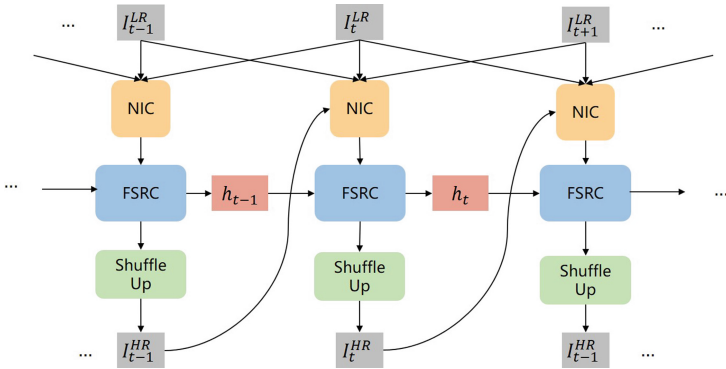 ... I_{t-1}^{LR} I_t^{LR} I_{t+1}^{LR} ...
NIC NIC NIC
... FSRC h_{t-1} FSRC h_t FSRC ...
Shuffle Up Shuffle Up Shuffle Up
... I_{t-1}^{HR} I_t^{HR} I_{t-1}^{HR} ...